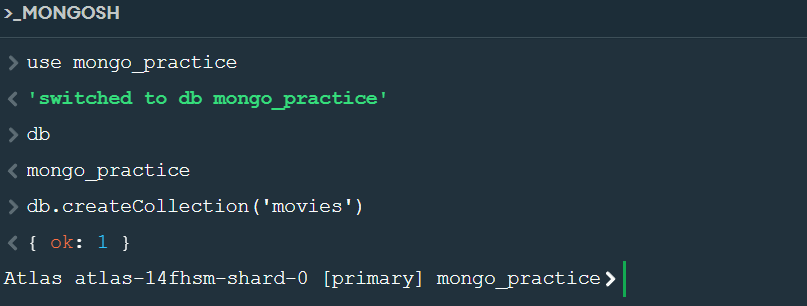 >_MONGOSH
> use mongo_practice
< 'switched to db mongo_practice'
> db
< mongo_practice
> db.createCollection('movies')
< { ok: 1 }
Atlas atlas-14fhsm-shard-0 [primary] mongo_practice>